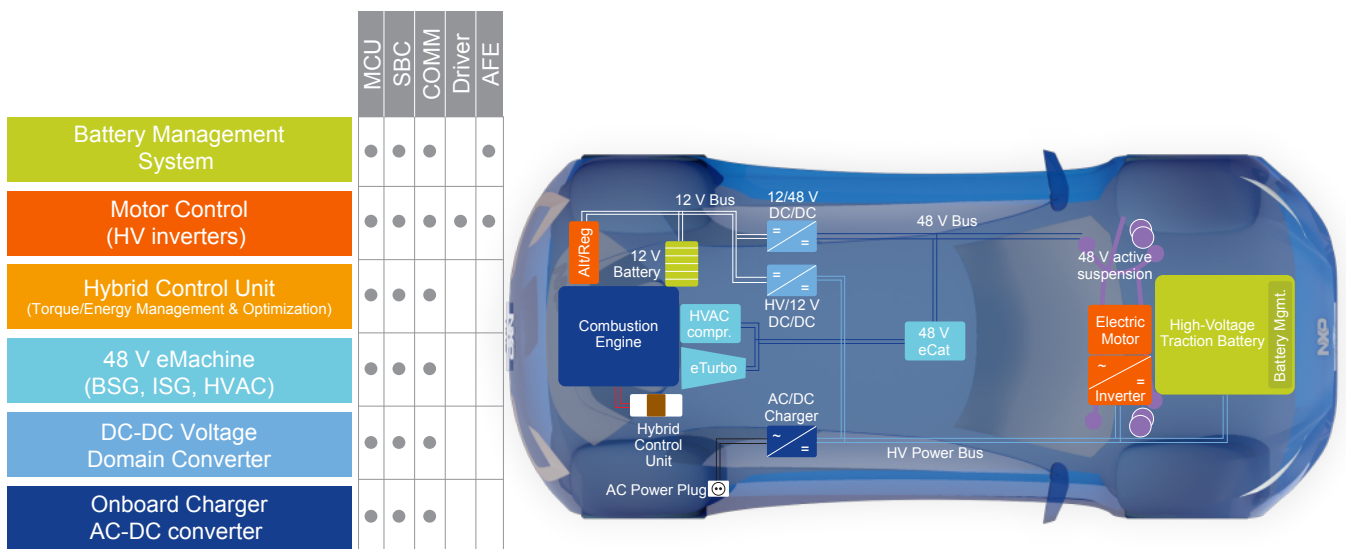 MCU
SBC
COMM
Driver
AFE
Battery Management
System
Motor Control
(HV inverters)
Hybrid Control Unit
(Torque/Energy Management & Optimization)
48 V eMachine
(BSG, ISG, HVAC)
DC-DC Voltage
Domain Converter
Onboard Charger
AC-DC converter
12 V Bus
12/48 V
DC/DC
=
=
48 V Bus
Alt/Reg
12 V
Battery
=
=
HV/12 V
DC/DC
48 V active
suspension
Combustion
Engine
HVAC
compr.
eTurbo
48 V
eCat
Electric
Motor
~
=
Inverter
High-Voltage
Traction Battery
Battery Mgmt.
NXP
NXP
Hybrid
Control
Unit
AC/DC
Charger
~
=
HV Power Bus
AC Power Plug